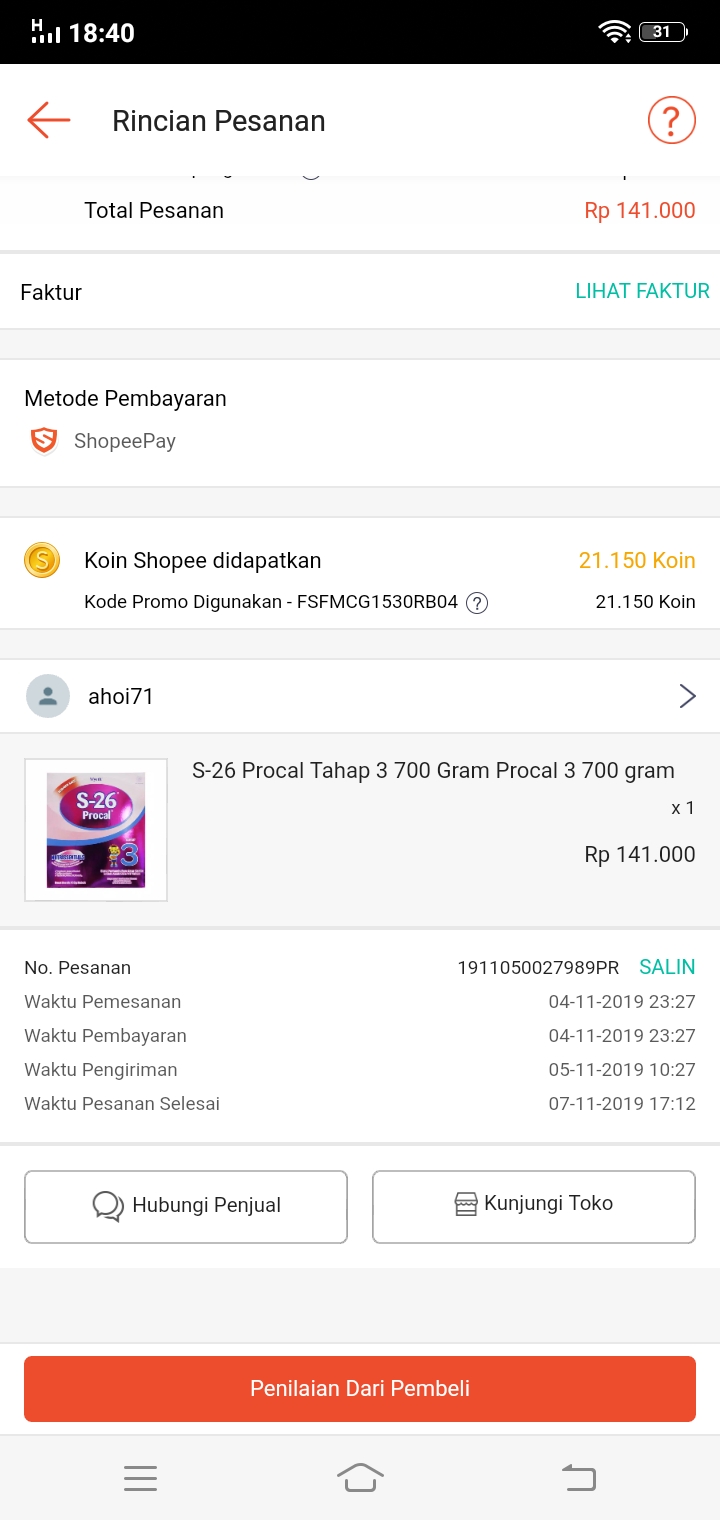 H
18:40
31
Rincian Pesanan
?
Total Pesanan Rp 141.000
Faktur LIHAT FAKTUR
Metode Pembayaran
ShopeePay
Koin Shopee didapatkan 21.150 Koin
Kode Promo Digunakan - FSFMCG1530RB04 ? 21.150 Koin
ahoi71
S-26 Procal Tahap 3 700 Gram Procal 3 700 gram
x 1
Rp 141.000
S-26
Procal
3
No. Pesanan 1911050027989PR SALIN
Waktu Pemesanan 04-11-2019 23:27
Waktu Pembayaran 04-11-2019 23:27
Waktu Pengiriman 05-11-2019 10:27
Waktu Pesanan Selesai 07-11-2019 17:12
Hubungi Penjual
Kunjungi Toko
Penilaian Dari Pembeli